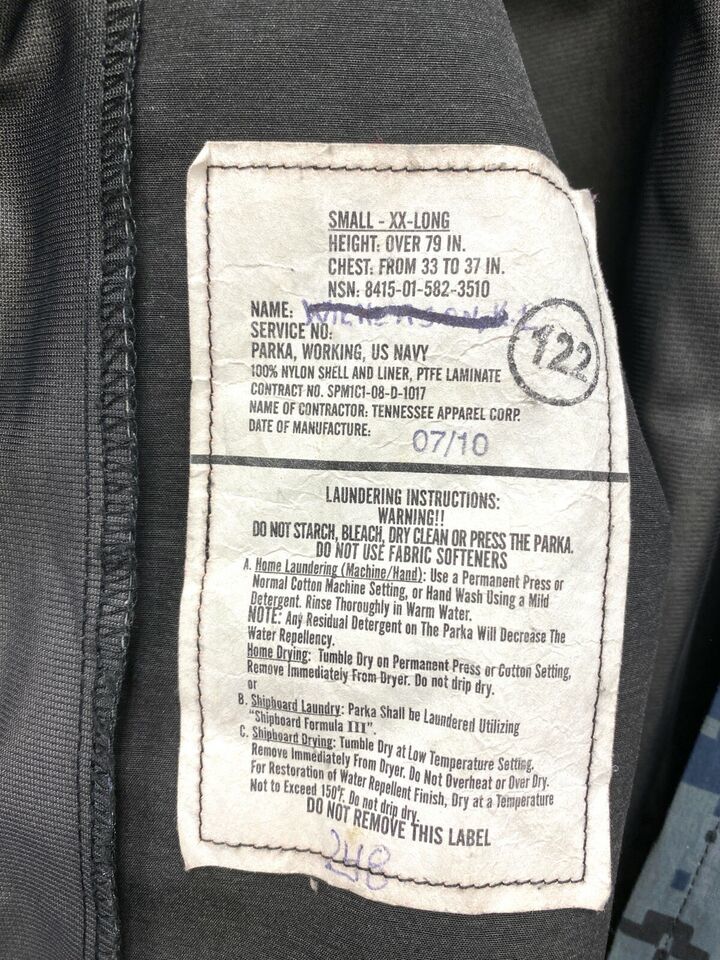 SMALL - XX-LONG
HEIGHT: OVER 79 IN.
CHEST: FROM 33 TO 37 IN.
NSN: 8415-01-582-3510
NAME:
SERVICE NO:
122
PARKA, WORKING, US NAVY
100% NYLON SHELL AND LINER, PTFE LAMINATE
CONTRACT NO. SPM1C1-08-D-1017
NAME OF CONTRACTOR: TENNESSEE APPAREL CORP.
DATE OF MANUFACTURE: 07/10
LAUNDERING INSTRUCTIONS:
WARNING!!
DO NOT STARCH, BLEACH, DRY CLEAN OR PRESS THE PARKA.
DO NOT USE FABRIC SOFTENERS
A. Home Laundering (Machine/Hand): Use a Permanent Press or
Normal Cotton Machine Setting, or Hand Wash Using a Mild
Detergent. Rinse Thoroughly in Warm Water.
NOTE: Any Residual Detergent on The Parka Will Decrease The
Water Repellency.
Home Drying: Tumble Dry on Permanent Press or Cotton Setting,
Remove Immediately From Dryer. Do not drip dry.
or
B. Shipboard Laundry: Parka Shall be Laundered Utilizing
"Shipboard Formula III".
C. Shipboard Drying: Tumble Dry at Low Temperature Setting.
Remove Immediately From Dryer. Do Not Overheat or Over Dry.
For Restoration of Water Repellent Finish, Dry at a Temperature
Not to Exceed 150°F. Do not drip dry.
DO NOT REMOVE THIS LABEL
248